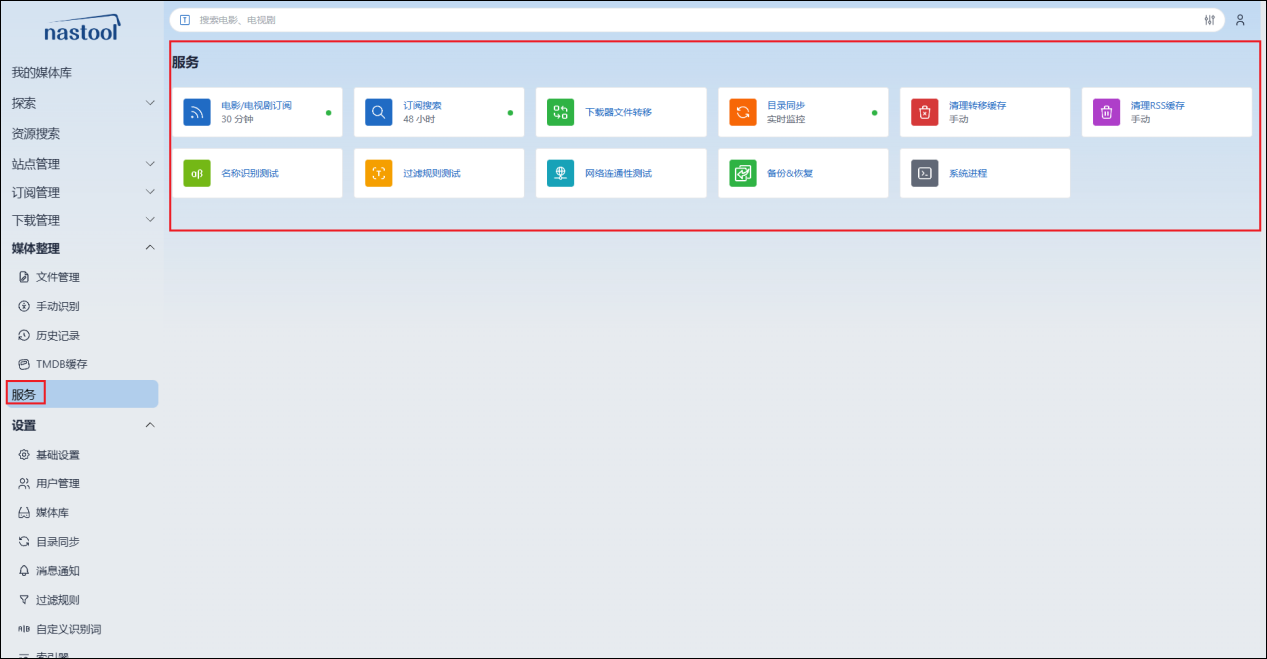 nastool
搜索电影、电视剧
我的媒体库
探索
资源搜索
站点管理
订阅管理
下载管理
媒体整理
文件管理
手动识别
历史记录
TMDB缓存
服务
设置
基础设置
用户管理
媒体库
目录同步
消息通知
过滤规则
自定义识别词
索引器
服务
电影/电视剧订阅
30 分钟
订阅搜索
48 小时
下载器文件转移
目录同步
实时监控
清理转移缓存
手动
清理RSS缓存
手动
αβ
名称识别测试
过滤规则测试
网络连通性测试
备份&恢复
系统进程